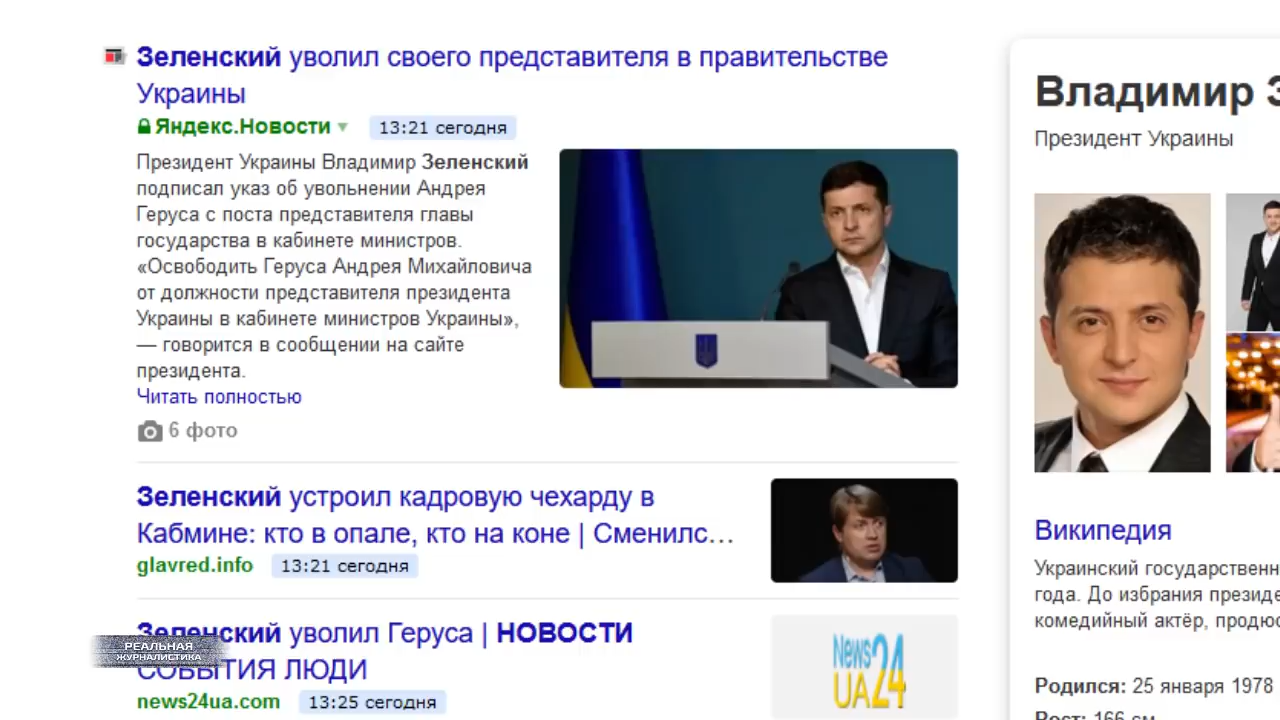 Зеленский уволил своего представителя в правительстве
Украины
Яндекс.Новости
13:21 сегодня
Президент Украины Владимир Зеленский
подписал указ об увольнении Андрея
Геруса с поста представителя главы
государства в кабинете министров.
«Освободить Геруса Андрея Михайловича
от должности представителя президента
Украины в кабинете министров Украины»,
— говорится в сообщении на сайте
президента.
Читать полностью
6 фото
Зеленский устроил кадровую чехарду в
Кабмине: кто в опале, кто на коне | Сменилс...
glavred.info
13:21 сегодня
Зеленский уволил Геруса | НОВОСТИ
СОБЫТИЯ ЛЮДИ
news24ua.com
13:25 сегодня
News
UA 24
РЕАЛЬНАЯ
ЖУРНАЛИСТИКА
Владимир З
Президент Украины
Википедия
Украинский государственн
года. До избрания президе
комедийный актёр, продюс
Родился: 25 января 1978
Рост: 166 см